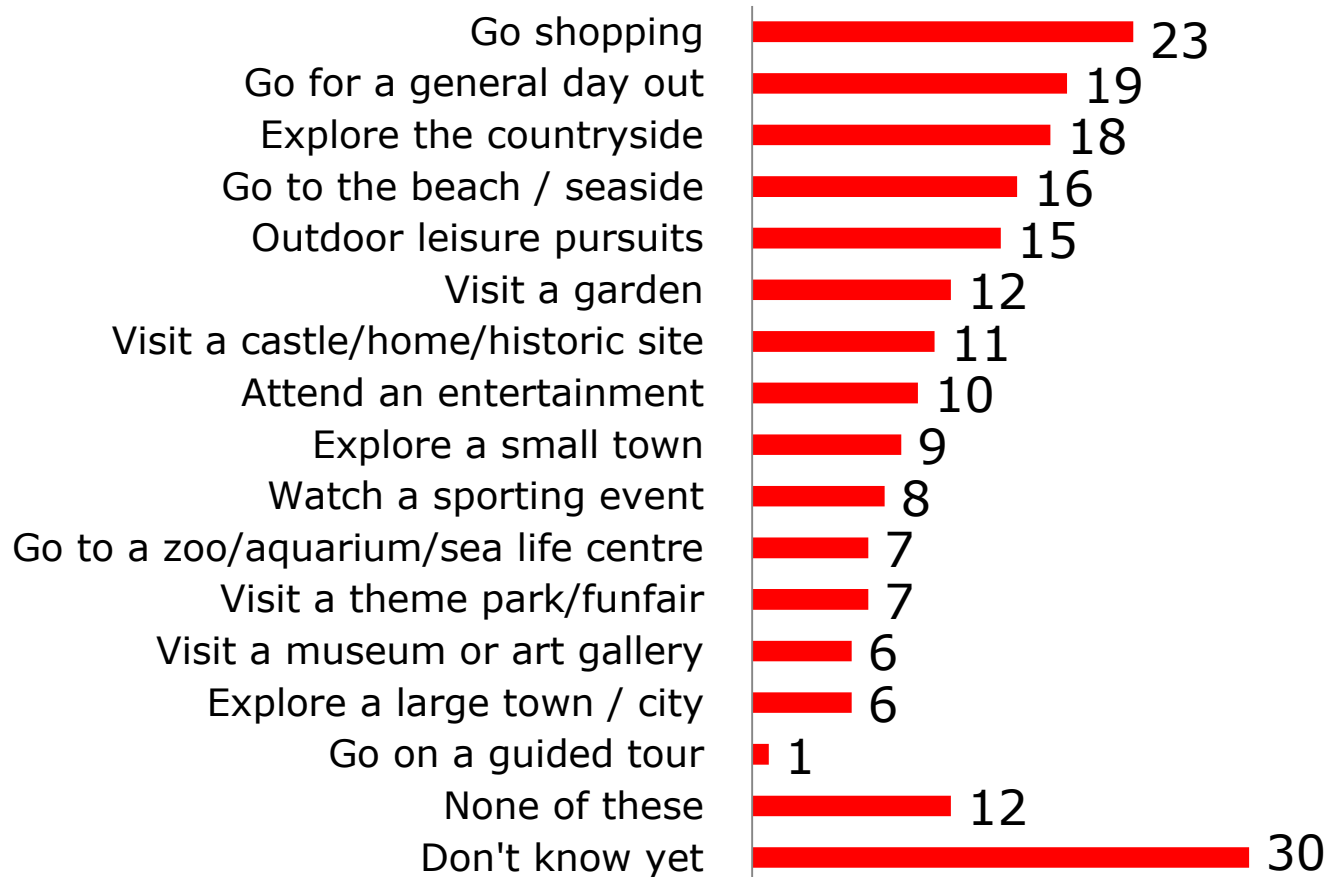 Go shopping 23
Go for a general day out 19
Explore the countryside 18
Go to the beach / seaside 16
Outdoor leisure pursuits 15
Visit a garden 12
Visit a castle/home/historic site 11
Attend an entertainment 10
Explore a small town 9
Watch a sporting event 8
Go to a zoo/aquarium/sea life centre 7
Visit a theme park/funfair 7
Visit a museum or art gallery 6
Explore a large town / city 6
Go on a guided tour 1
None of these 12
Don't know yet 30